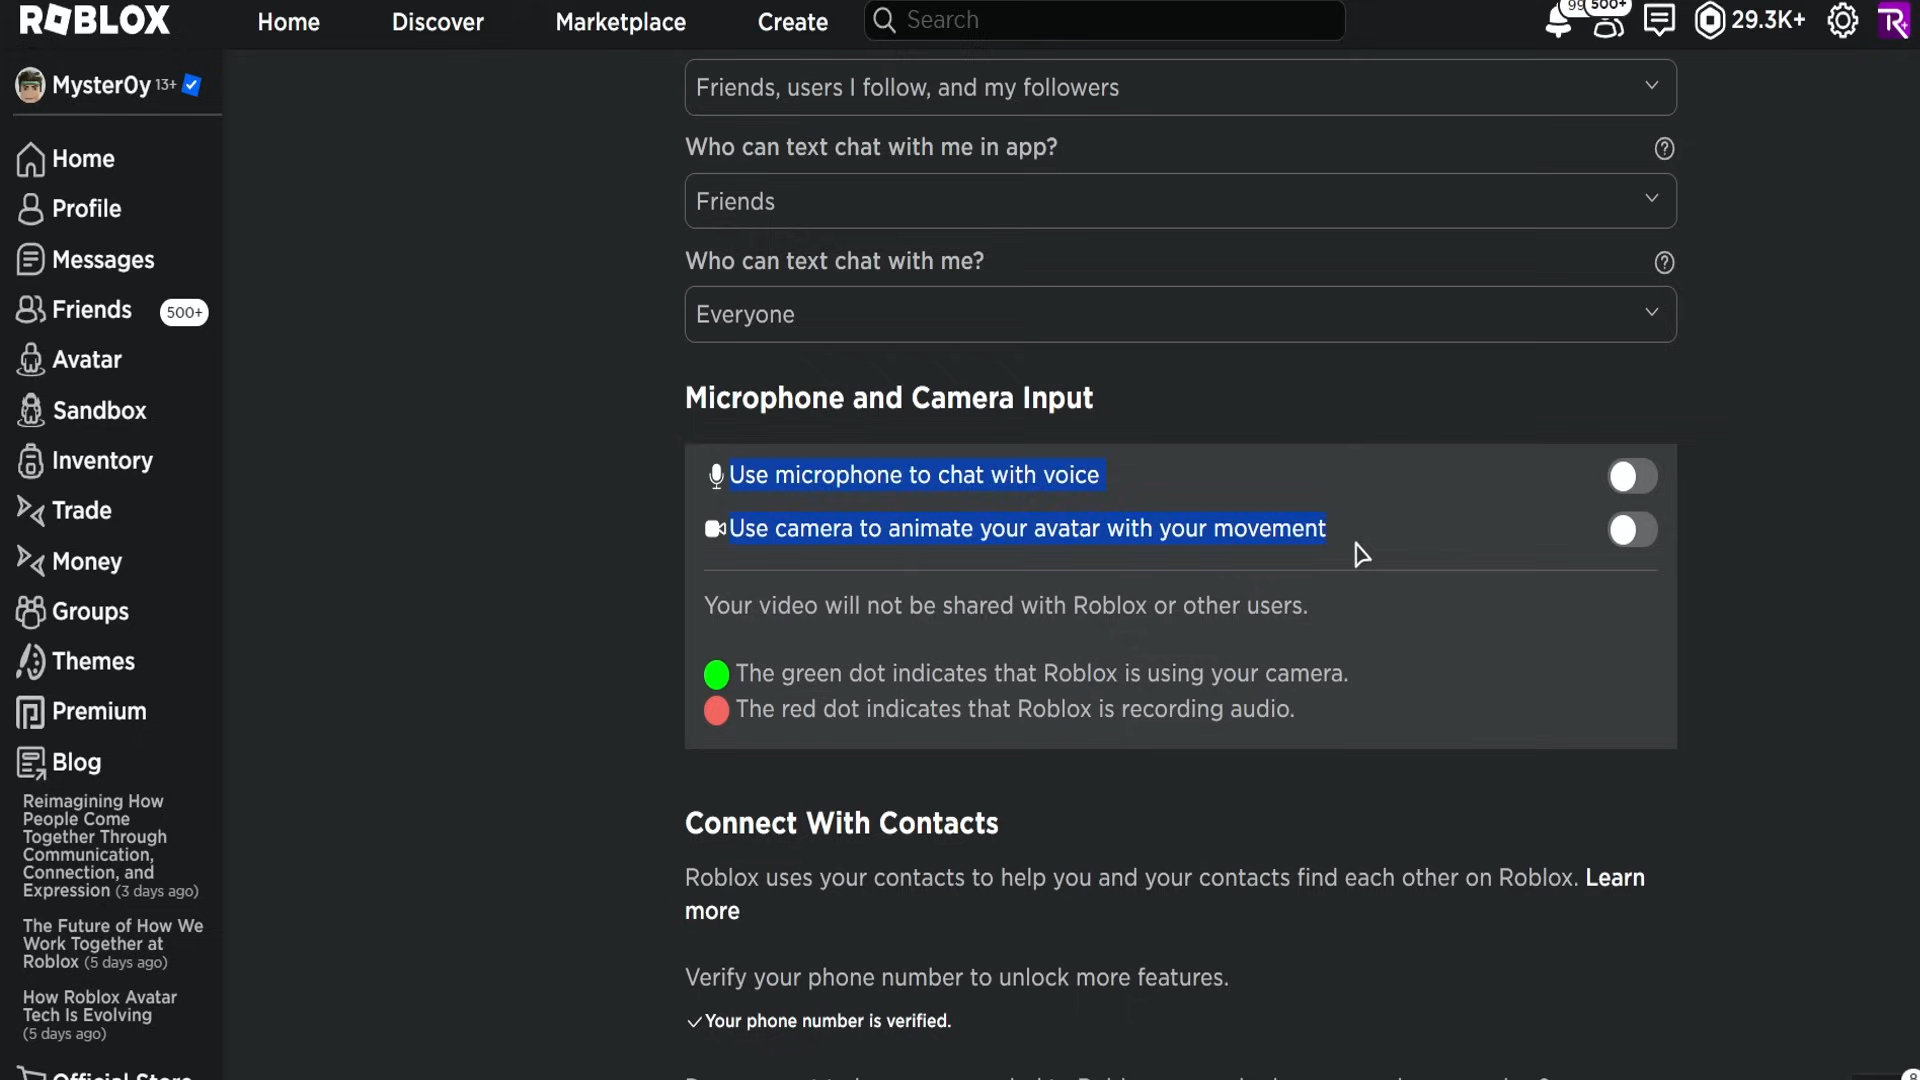 ROBLOX
Home
Discover
Marketplace
Create
Search
99
500+
29.3K+
Myster0y 13+
Home
Profile
Messages
Friends 500+
Avatar
Sandbox
Inventory
Trade
Money
Groups
Themes
Premium
Blog
Reimagining How
People Come
Together Through
Communication,
Connection, and
Expression (3 days ago)
The Future of How We
Work Together at
Roblox (5 days ago)
How Roblox Avatar
Tech Is Evolving
(5 days ago)
Official Store
Friends, users I follow, and my followers
Who can text chat with me in app?
Friends
Who can text chat with me?
Everyone
Microphone and Camera Input
Use microphone to chat with voice
Use camera to animate your avatar with your movement
Your video will not be shared with Roblox or other users.
The green dot indicates that Roblox is using your camera.
The red dot indicates that Roblox is recording audio.
Connect With Contacts
Roblox uses your contacts to help you and your contacts find each other on Roblox. Learn
more
Verify your phone number to unlock more features.
Your phone number is verified.